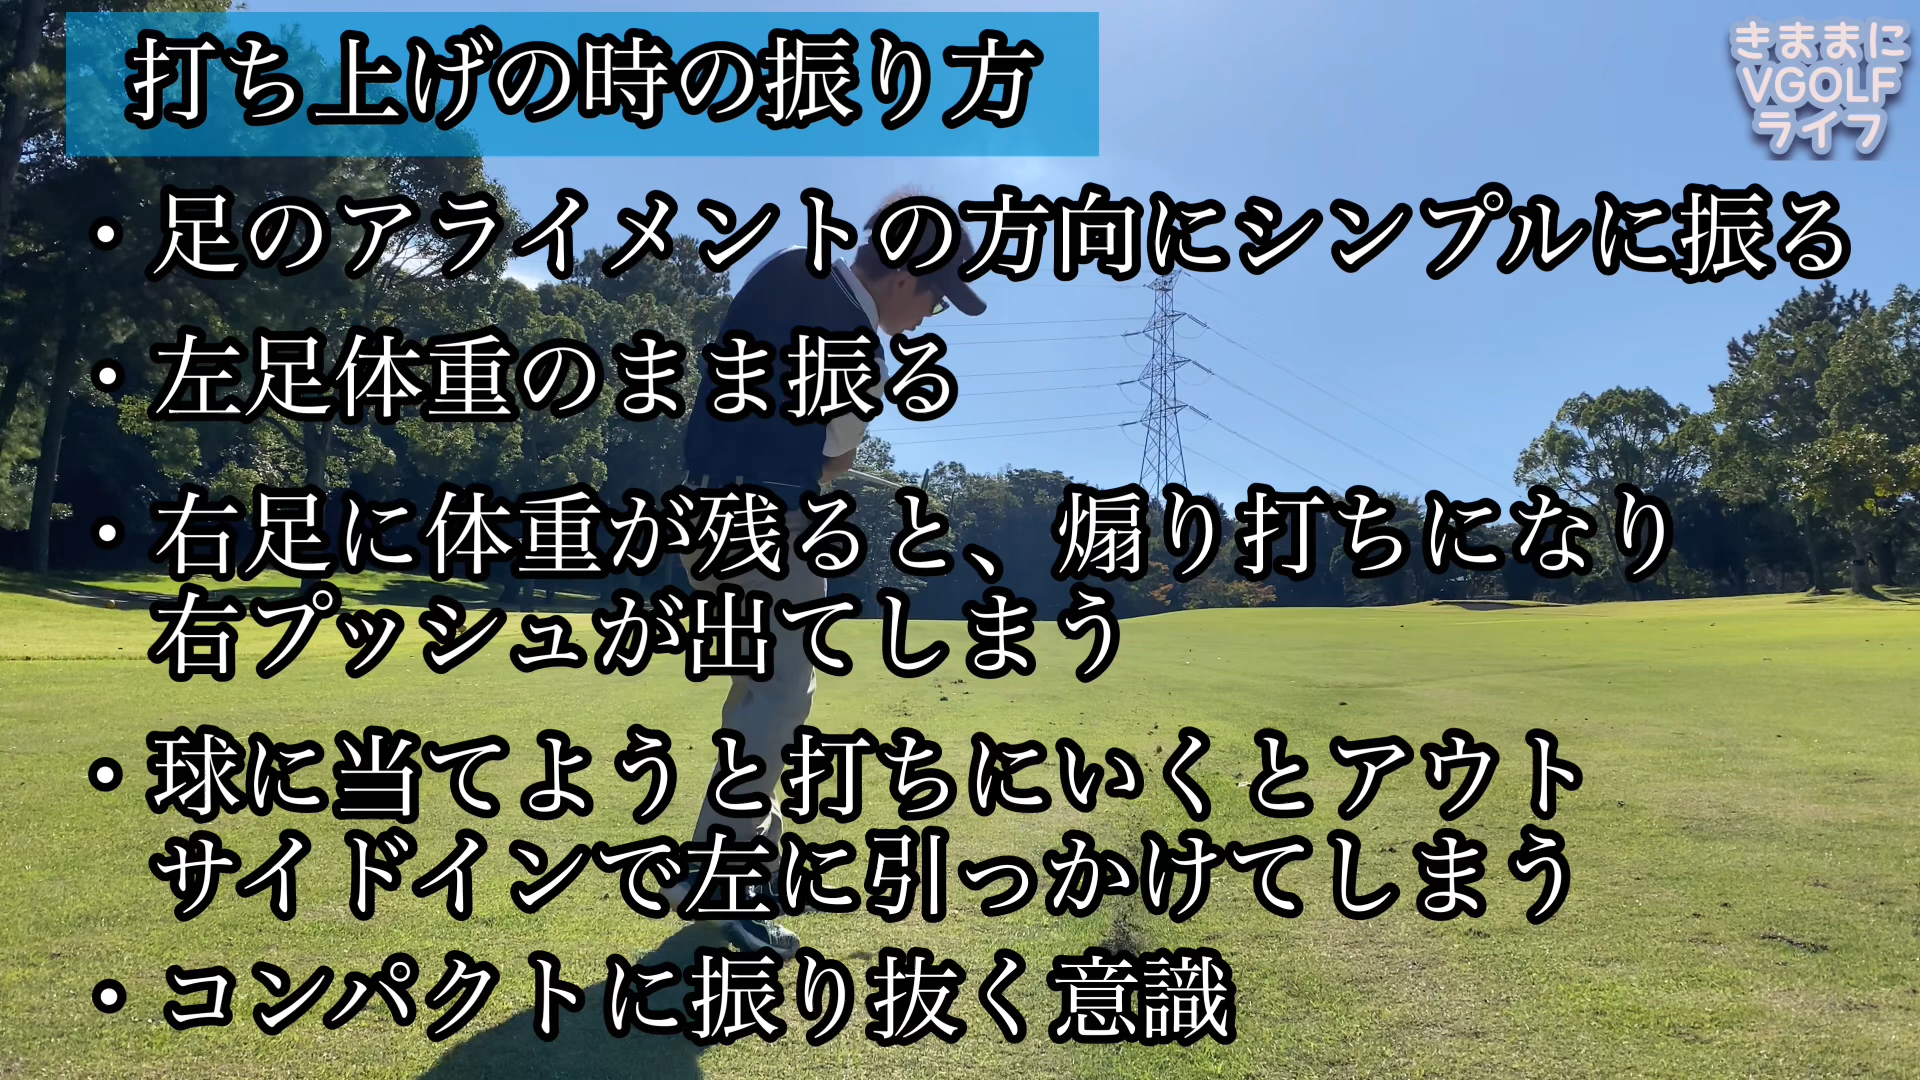 打ち上げの時の振り方
きままに
VGOLF
ライフ
・足のアライメントの方向にシンプルに振る
・左足体重のまま振る
・右足に体重が残ると、煽り打ちになり
右プッシュが出てしまう
・球に当てようと打ちにいくとアウト
サイドインで左に引っかけてしまう
・コンパクトに振り抜く意識